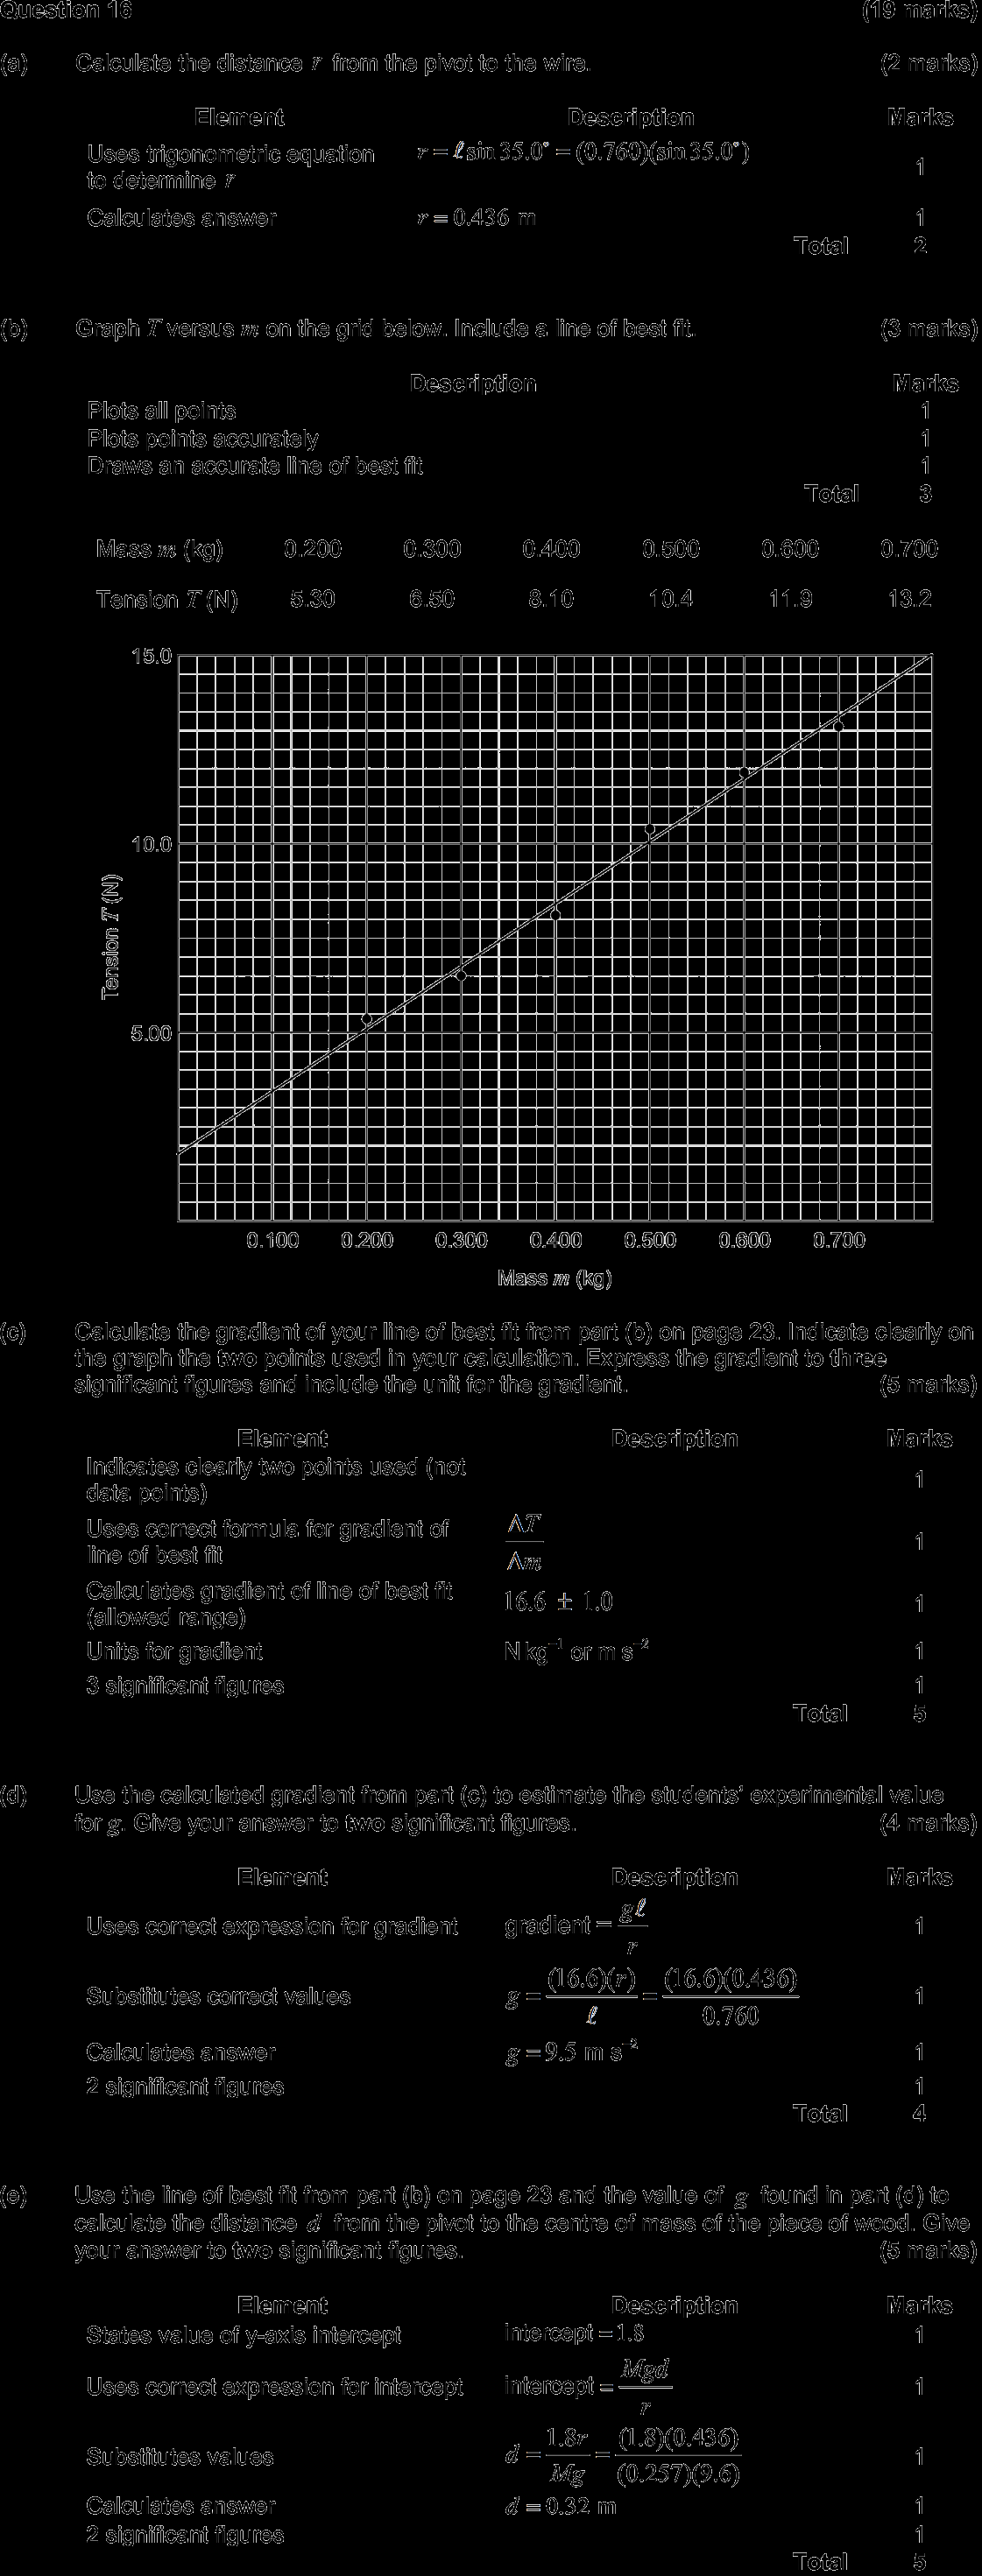 Question 16 (19 marks)
(a) Calculate the distance r from the pivot to the wire. (2 marks)
Element Description Marks
Uses trigonometric equation
to determine r r = ℓ sin 35.0° = (0.760)(sin 35.0°) 1
Calculates answer r = 0.436 m 1
Total 2
(b) Graph T versus m on the grid below. Include a line of best fit. (3 marks)
Description Marks
Plots all points 1
Plots points accurately 1
Draws an accurate line of best fit 1
Total 3
Mass m (kg) 0.200 0.300 0.400 0.500 0.600 0.700
Tension T (N) 5.30 6.50 8.10 10.4 11.9 13.2
15.0
10.0
Tension T (N)
5.00
0.100 0.200 0.300 0.400 0.500 0.600 0.700
Mass m (kg)
(c) Calculate the gradient of your line of best fit from part (b) on page 23. Indicate clearly on
the graph the two points used in your calculation. Express the gradient to three
significant figures and include the unit for the gradient. (5 marks)
Element Description Marks
Indicates clearly two points used (not
data points) 1
Uses correct formula for gradient of
line of best fit ΔT/Δm 1
Calculates gradient of line of best fit
(allowed range) 16.6 ± 1.0 1
Units for gradient N kg⁻¹ or m s⁻² 1
3 significant figures 1
Total 5
(d) Use the calculated gradient from part (c) to estimate the students' experimental value
for g. Give your answer to two significant figures. (4 marks)
Element Description Marks
Uses correct expression for gradient gradient = gℓ/r 1
Substitutes correct values g = (16.6)(r)/ℓ = (16.6)(0.436)/0.760 1
Calculates answer g = 9.5 m s⁻² 1
2 significant figures 1
Total 4
(e) Use the line of best fit from part (b) on page 23 and the value of g found in part (d) to
calculate the distance d from the pivot to the centre of mass of the piece of wood. Give
your answer to two significant figures. (5 marks)
Element Description Marks
States value of y-axis intercept intercept = 1.8 1
Uses correct expression for intercept intercept = Mgd/r 1
Substitutes values d = 1.8r/Mg = (1.8)(0.436)/(0.257)(9.6) 1
Calculates answer d = 0.32 m 1
2 significant figures 1
Total 5